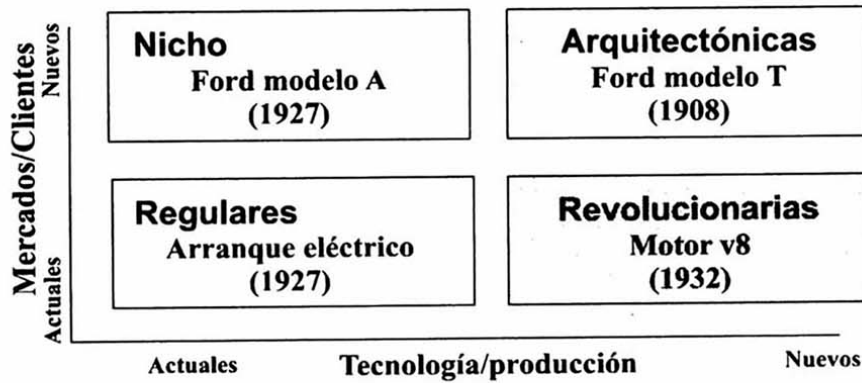 Mercados/Clientes
Nuevos
Actuales
Nicho
Ford modelo A
(1927)
Arquitectónicas
Ford modelo T
(1908)
Regulares
Arranque eléctrico
(1927)
Revolucionarias
Motor v8
(1932)
Actuales
Tecnología/producción
Nuevos